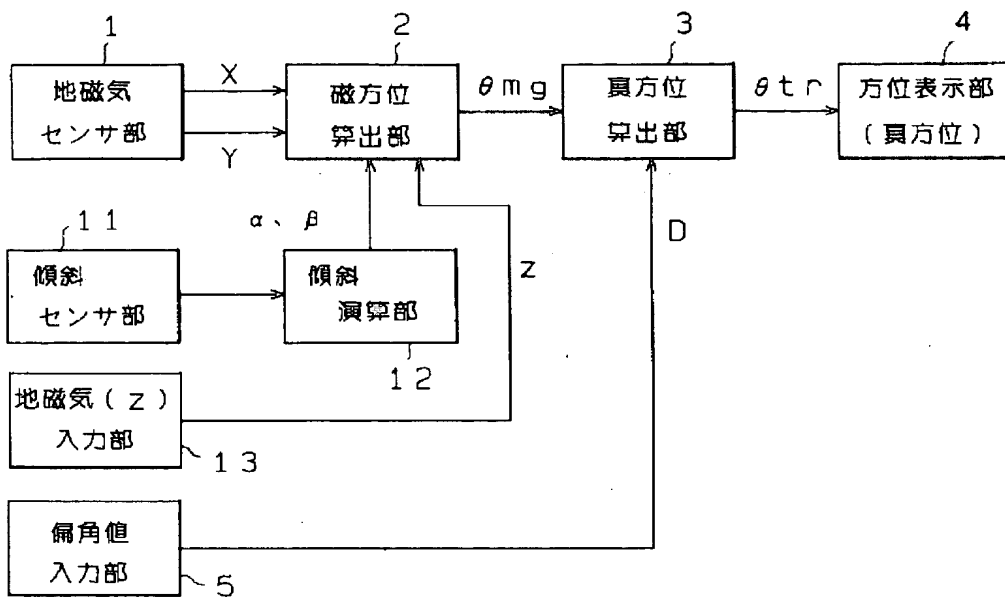 1
2
3
4
地磁気
センサ部
X
Y
磁方位
算出部
θmg
真方位
算出部
θtr
方位表示部
(真方位)
11
α、β
Z
D
傾斜
センサ部
傾斜
演算部
12
地磁気(Z)
入力部
13
偏角値
入力部
5